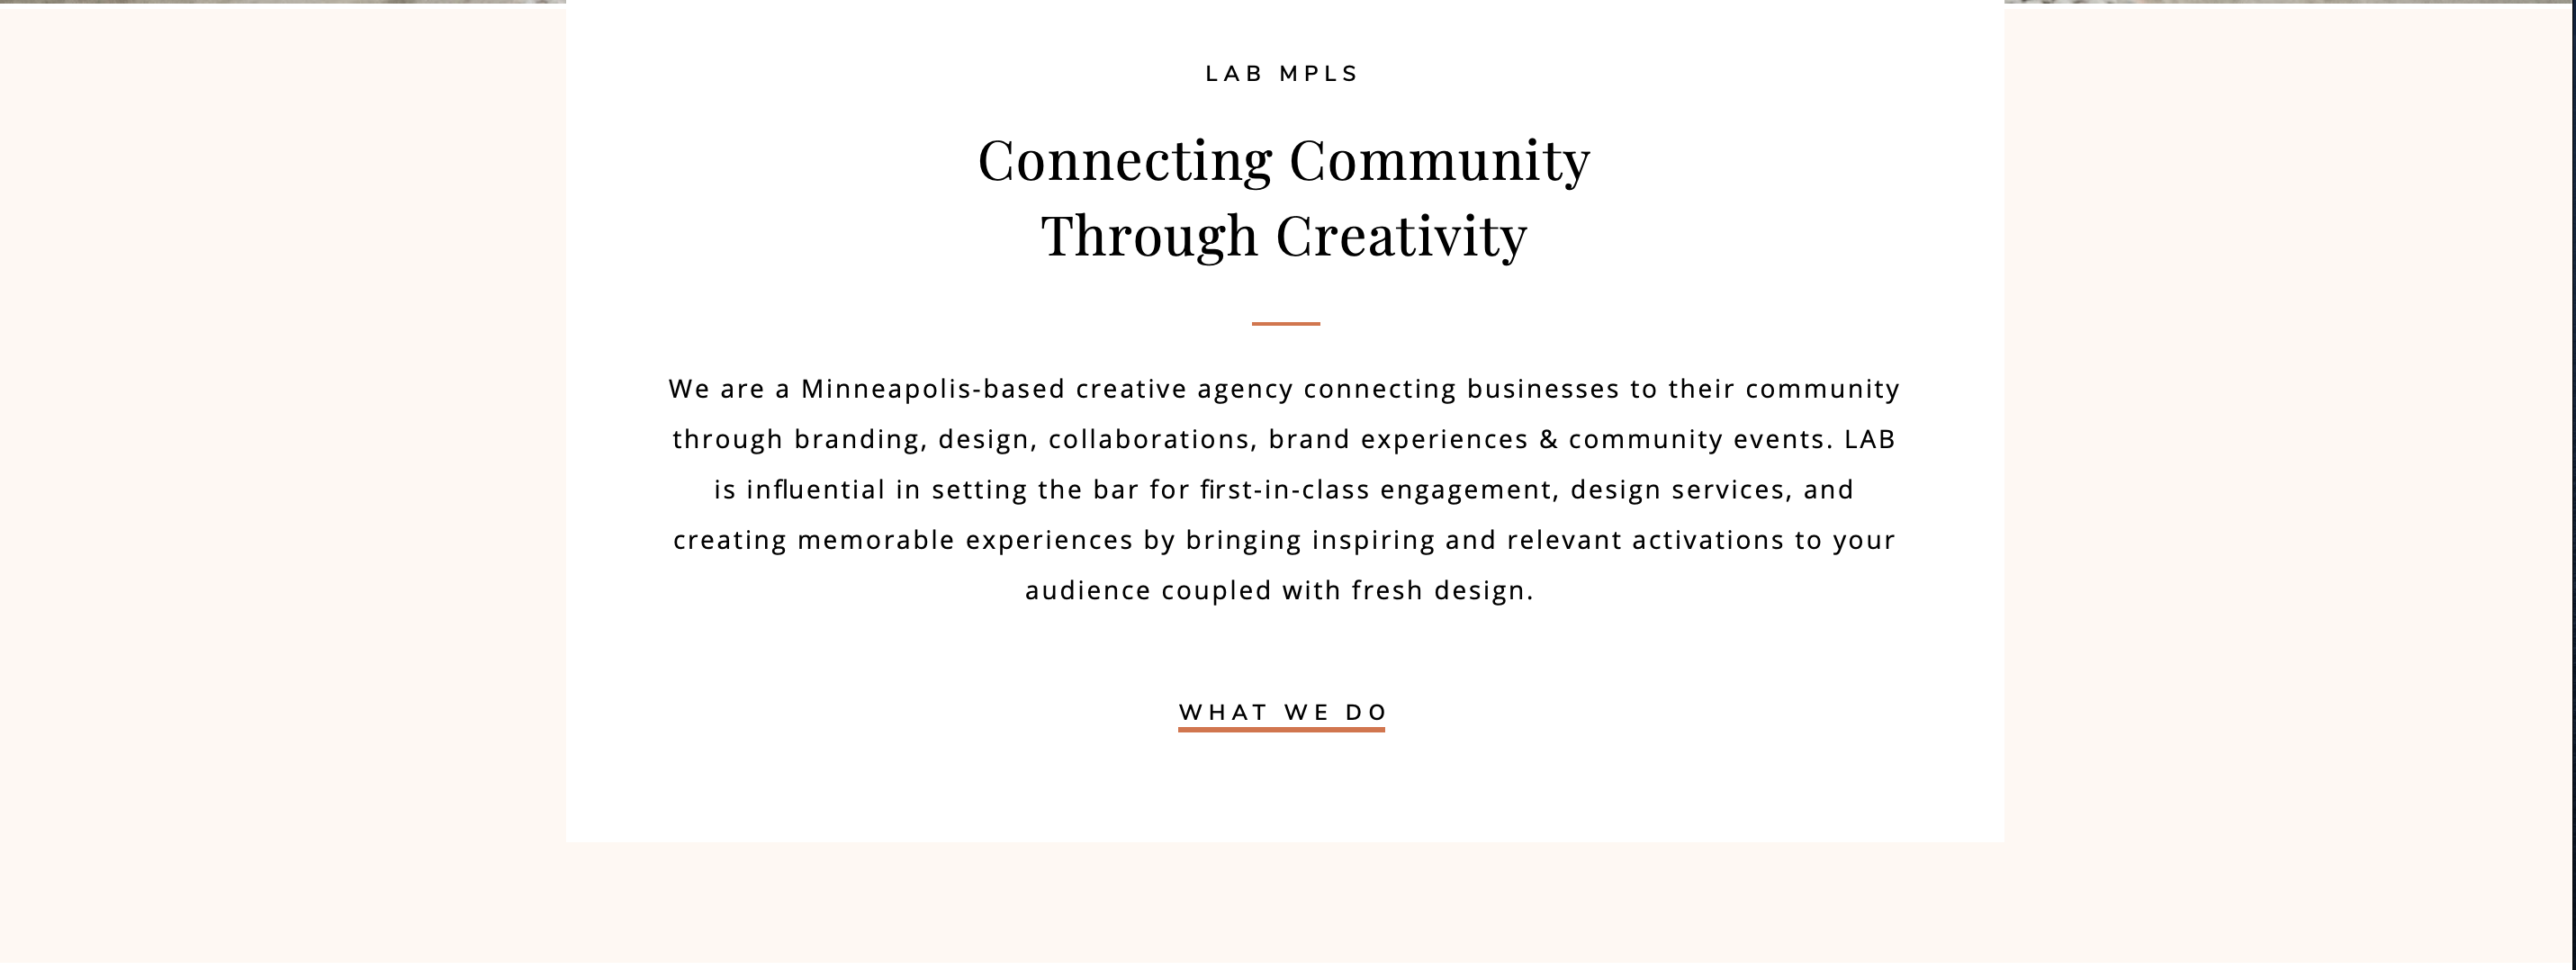 LAB MPLS
Connecting Community
Through Creativity
We are a Minneapolis-based creative agency connecting businesses to their community
through branding, design, collaborations, brand experiences & community events. LAB
is influential in setting the bar for first-in-class engagement, design services, and
creating memorable experiences by bringing inspiring and relevant activations to your
audience coupled with fresh design.
WHAT WE DO